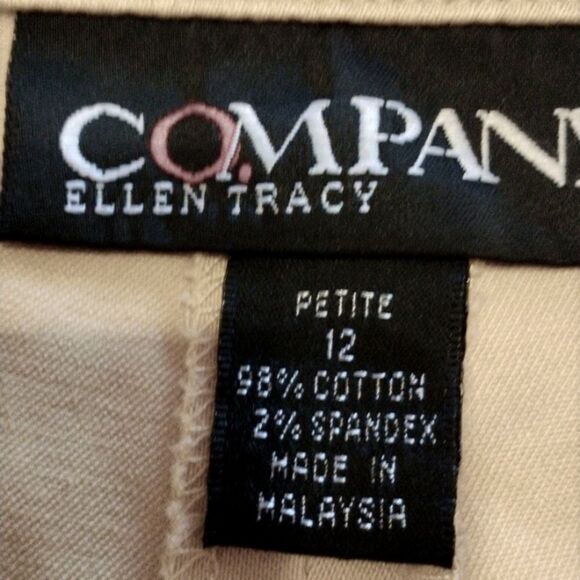 CO.MPANY
ELLEN TRACY
PETITE
12
98% COTTON
2% SPANDEX
MADE IN
MALAYSIA